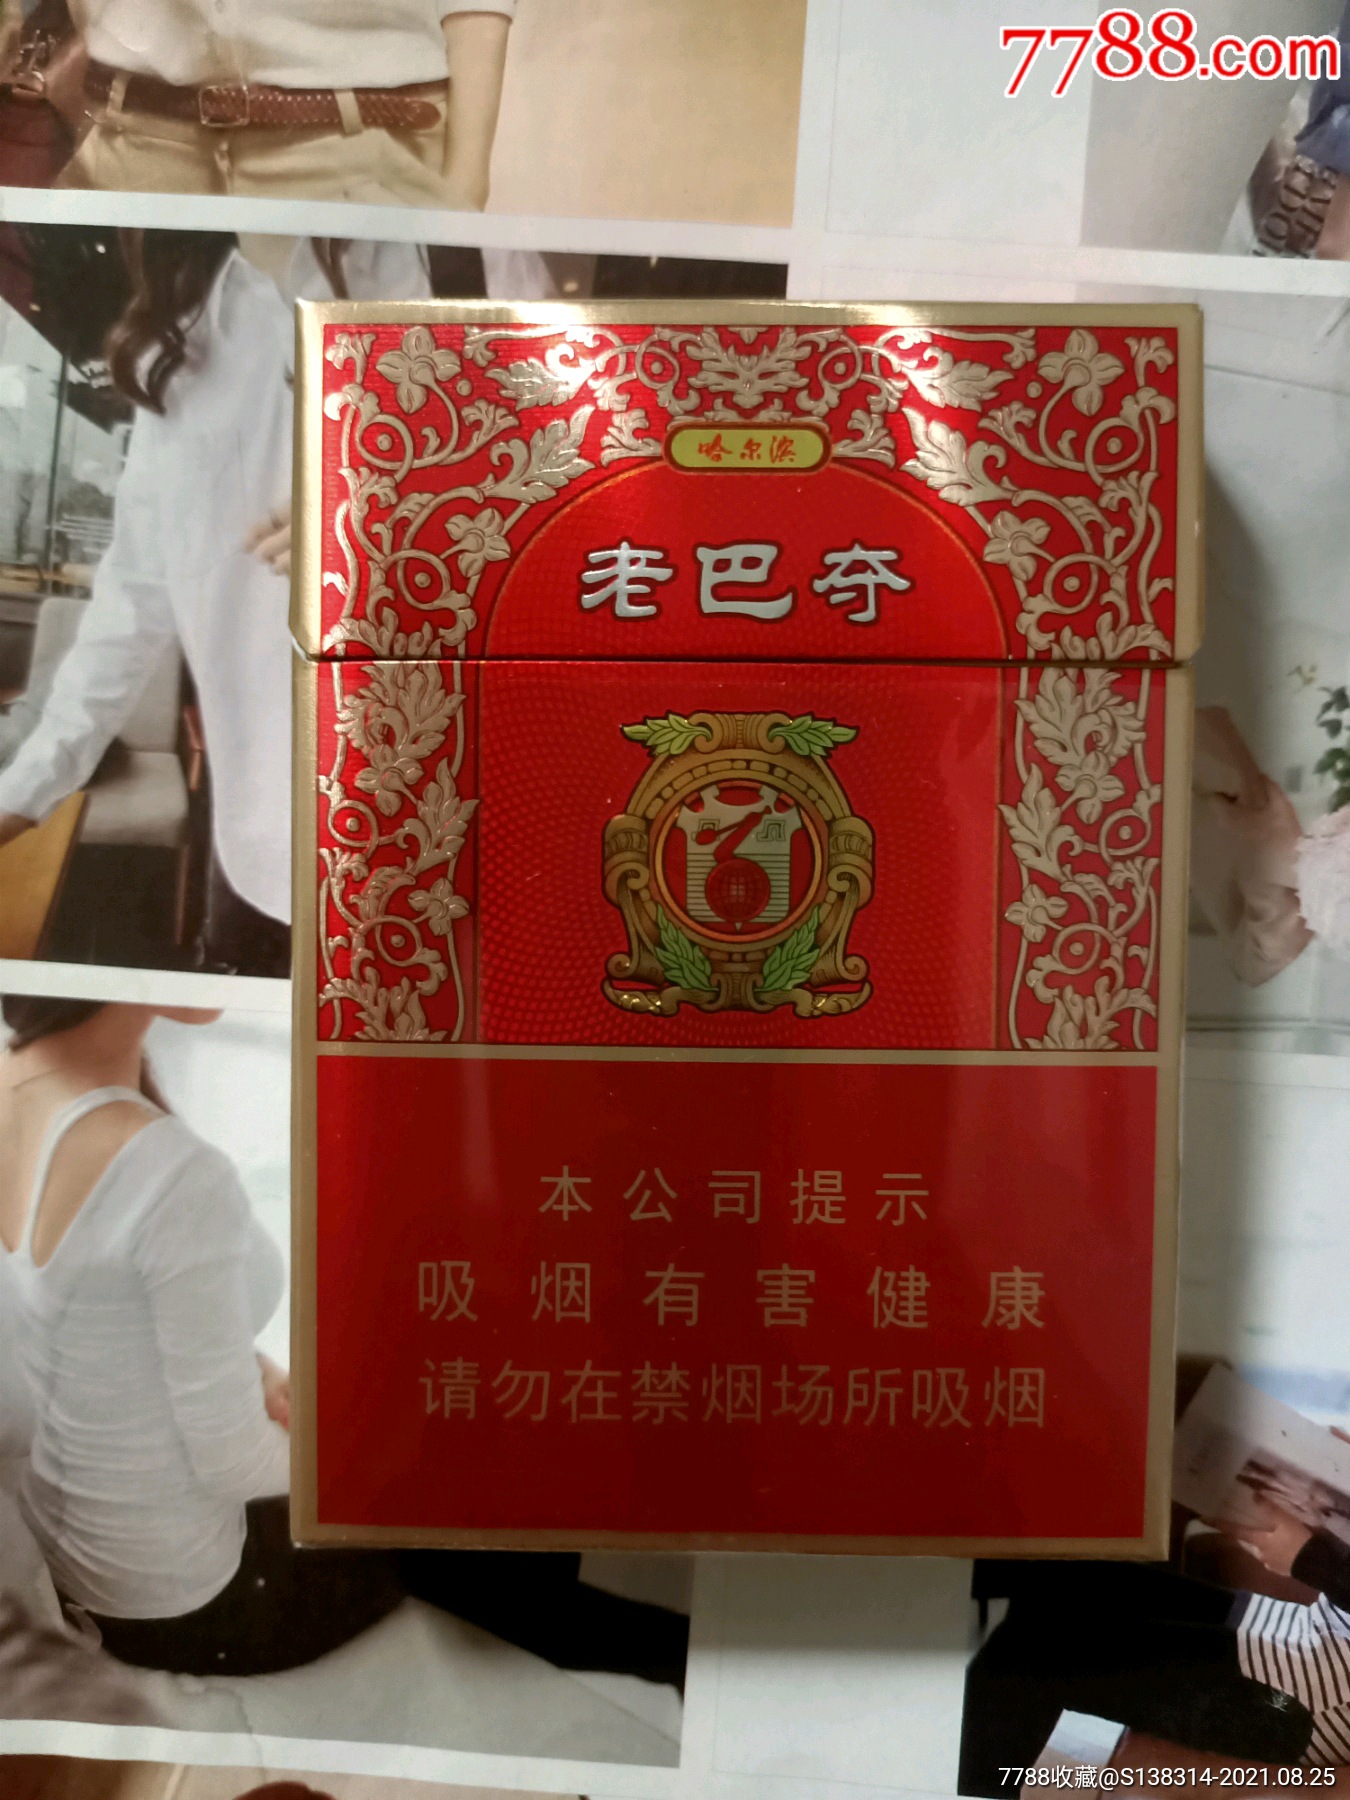 7788.com
哈尔滨
老巴夺
本公司提示
吸烟有害健康
请勿在禁烟场所吸烟
7788收藏@S138314-2021.08.25